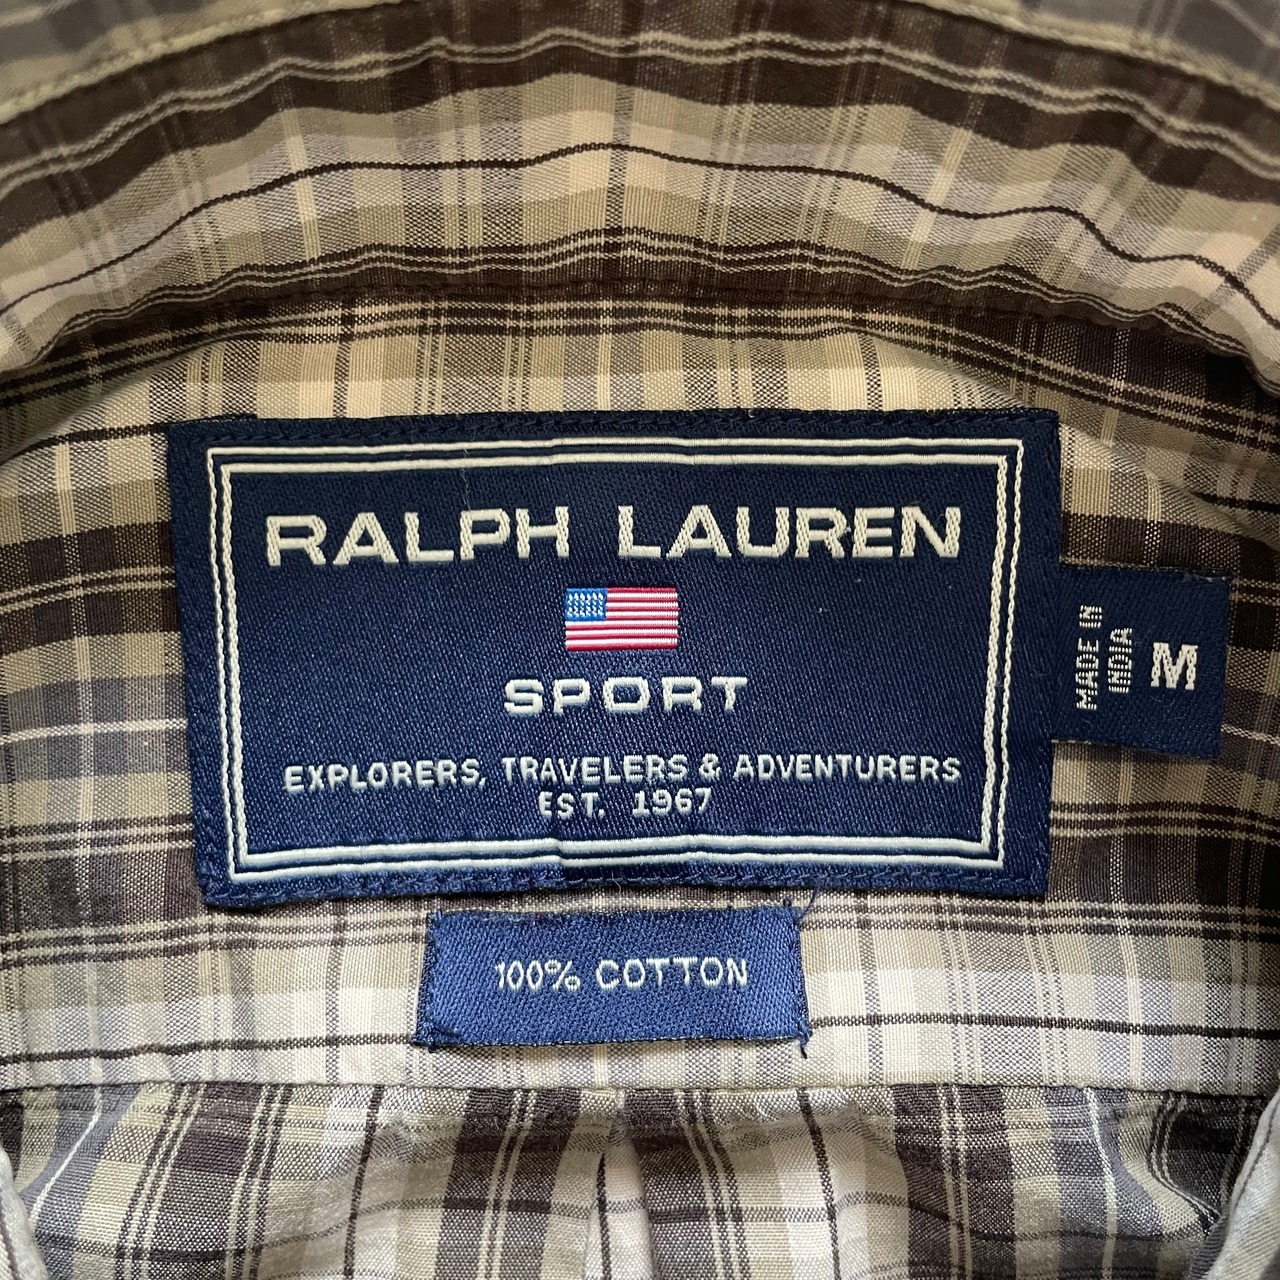 RALPH LAUREN
SPORT
EXPLORERS, TRAVELERS & ADVENTURERS
EST. 1967
MADE IN
INDIA
M
100% COTTON